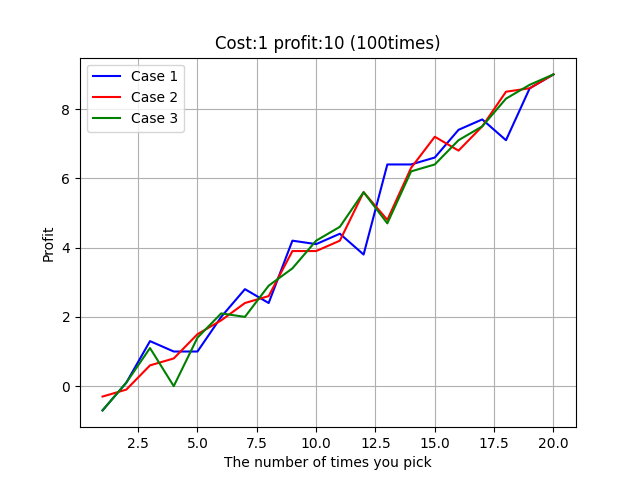 Cost:1 profit:10 (100times)
Case 1
Case 2
Case 3
Profit
8
6
4
2
0
2.5 5.0 7.5 10.0 12.5 15.0 17.5 20.0
The number of times you pick